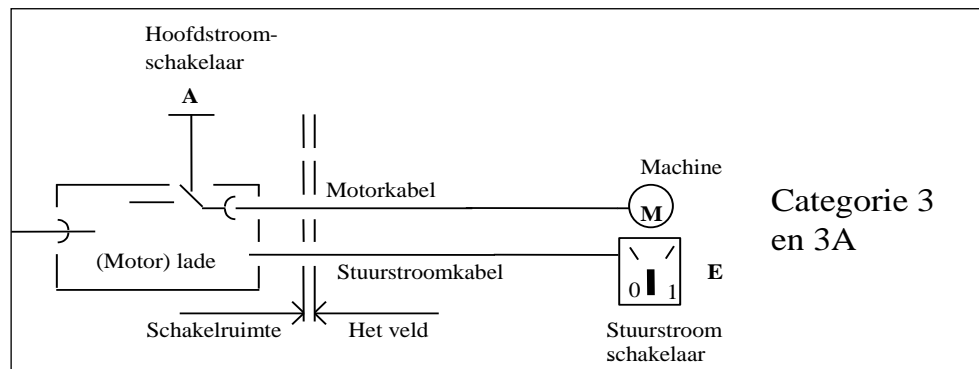 Hoofdstroom-
schakelaar
A
Machine
Motorkabel
M
Categorie 3
en 3A
(Motor) lade
Stuurstroomkabel
E
0 1
Schakelruimte
Het veld
Stuurstroom
schakelaar